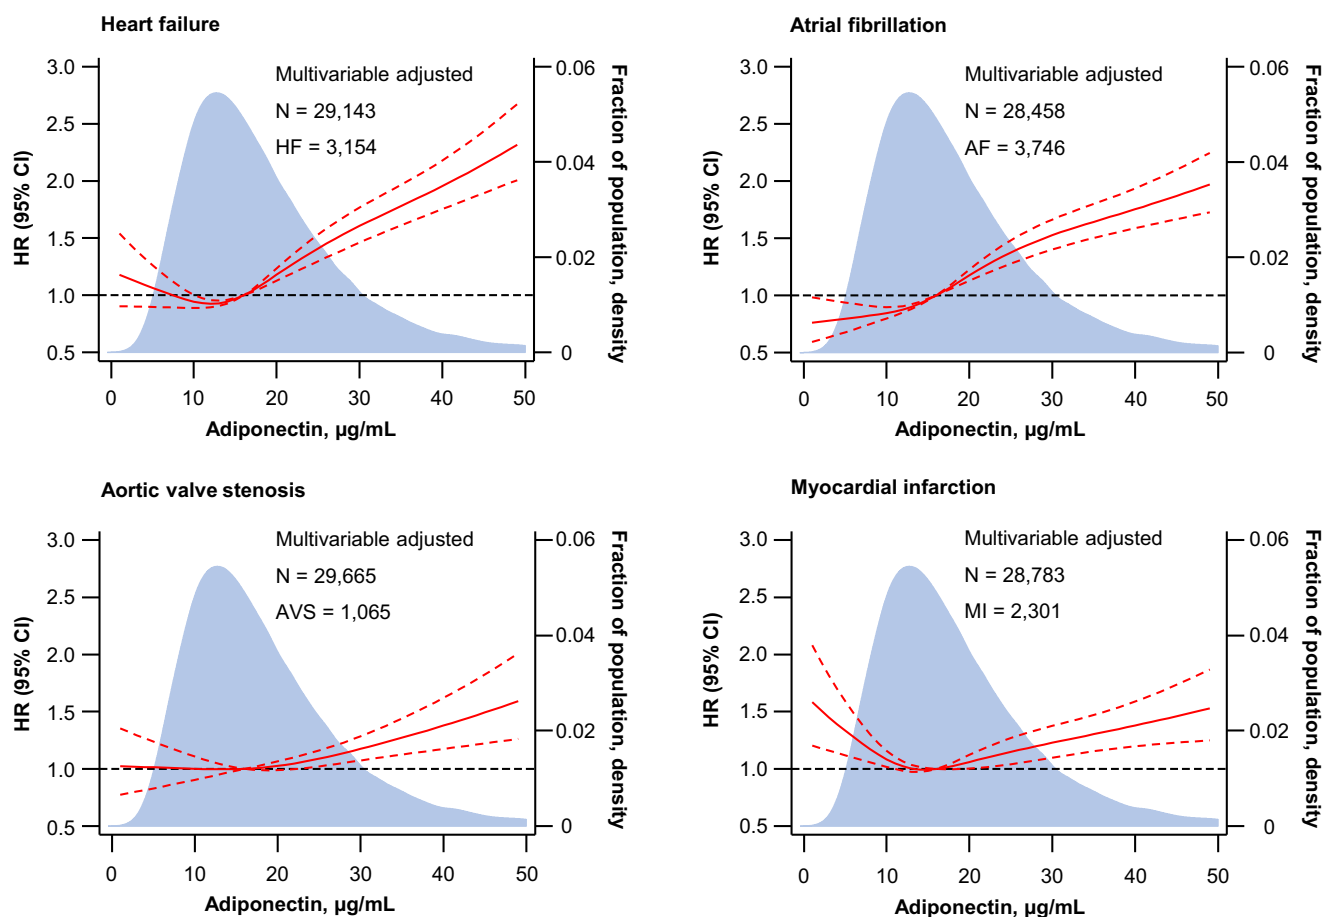 Heart failure
3.0
2.5
2.0
1.5
1.0
0.5
HR (95% CI)
Multivariable adjusted
N = 29,143
HF = 3,154
0.06
0.04
0.02
0
Fraction of population, density
0 10 20 30 40 50
Adiponectin, µg/mL
Atrial fibrillation
3.0
2.5
2.0
1.5
1.0
0.5
HR (95% CI)
Multivariable adjusted
N = 28,458
AF = 3,746
0.06
0.04
0.02
0
Fraction of population, density
0 10 20 30 40 50
Adiponectin, µg/mL
Aortic valve stenosis
3.0
2.5
2.0
1.5
1.0
0.5
HR (95% CI)
Multivariable adjusted
N = 29,665
AVS = 1,065
0.06
0.04
0.02
0
Fraction of population, density
0 10 20 30 40 50
Adiponectin, µg/mL
Myocardial infarction
3.0
2.5
2.0
1.5
1.0
0.5
HR (95% CI)
Multivariable adjusted
N = 28,783
MI = 2,301
0.06
0.04
0.02
0
Fraction of population, density
0 10 20 30 40 50
Adiponectin, µg/mL